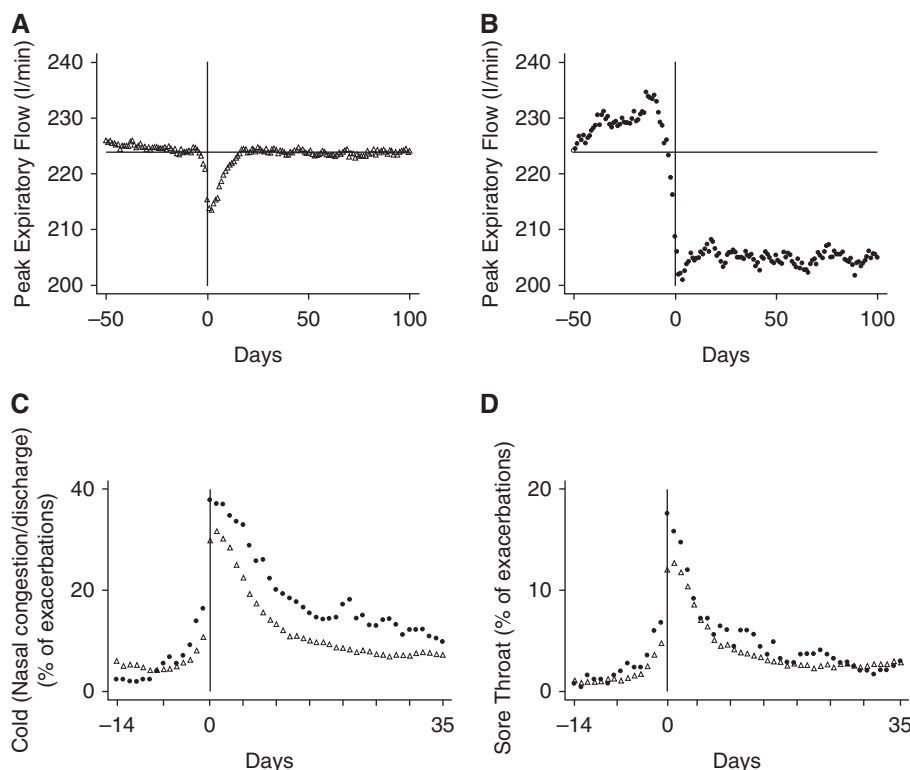 A
Peak Expiratory Flow (l/min)
240
230
220
210
200
–50
0
50
100
Days
B
Peak Expiratory Flow (l/min)
240
230
220
210
200
–50
0
50
100
Days
C
Cold (Nasal congestion/discharge)
(% of exacerbations)
40
20
0
–14
0
35
Days
D
Sore Throat (% of exacerbations)
20
10
0
–14
0
35
Days